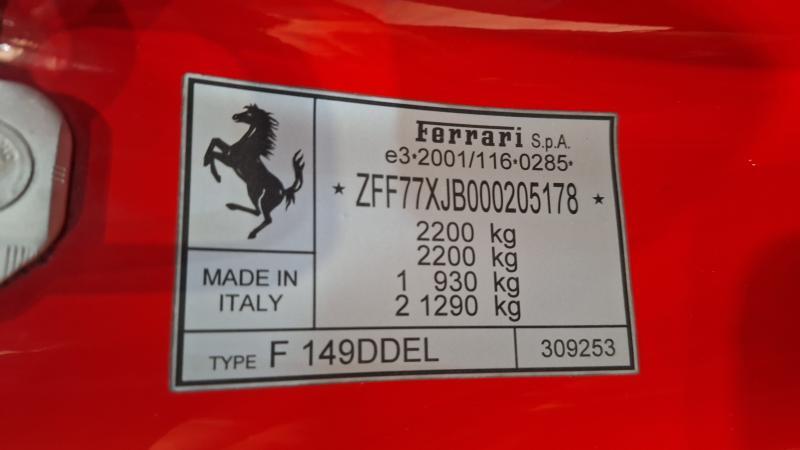 Ferrari S.p.A.
e3*2001/116*0285*
* ZFF77XJB000205178 *
2200 kg
2200 kg
1 930 kg
2 1290 kg
MADE IN
ITALY
TYPE F 149DDEL
309253